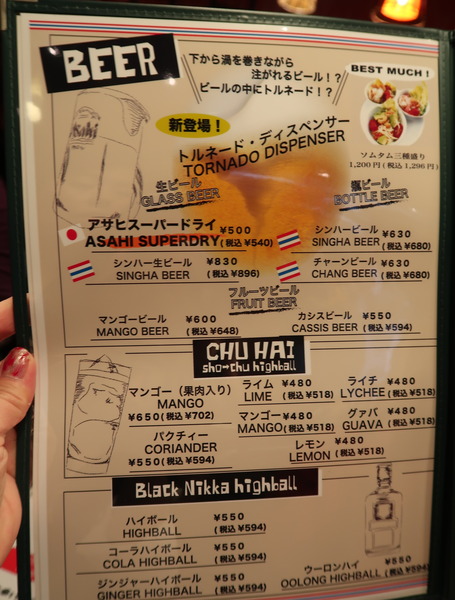 BEER
下から渦を巻きながら
注がれるビール!?
ビールの中にトルネード!?
BEST MUCH!
ソムタム三種盛り
1,200円(税込1,296円)
新登場!
トルネード・ディスペンサー
TORNADO DISPENSER
生ビール
GLASS BEER
瓶ビール
BOTTLE BEER
アサヒスーパードライ ¥500
ASAHI SUPERDRY (税込 ¥540)
シンハービール ¥630
SINGHA BEER (税込 ¥680)
シンハー生ビール ¥830
SINGHA BEER (税込 ¥896)
チャーンビール ¥630
CHANG BEER (税込 ¥680)
フルーツビール
FRUIT BEER
マンゴービール ¥600
MANGO BEER (税込 ¥648)
カシスビール ¥550
CASSIS BEER (税込 ¥594)
CHU HAI
sho-chu highball
マンゴー(果肉入り)
MANGO
¥650(税込 ¥702)
ライム ¥480
LIME (税込 ¥518)
ライチ ¥480
LYCHEE (税込 ¥518)
マンゴー ¥480
MANGO(税込 ¥518)
グァバ ¥480
GUAVA (税込 ¥518)
パクチー
CORIANDER
¥550(税込 ¥594)
レモン ¥480
LEMON (税込 ¥518)
Black Nikka highball
ハイボール ¥550
HIGHBALL (税込 ¥594)
コーラハイボール ¥550
COLA HIGHBALL (税込 ¥594)
ジンジャーハイボール ¥550
GINGER HIGHBALL (税込 ¥594)
ウーロンハイ ¥550
OOLONG HIGHBALL (税込 ¥594)